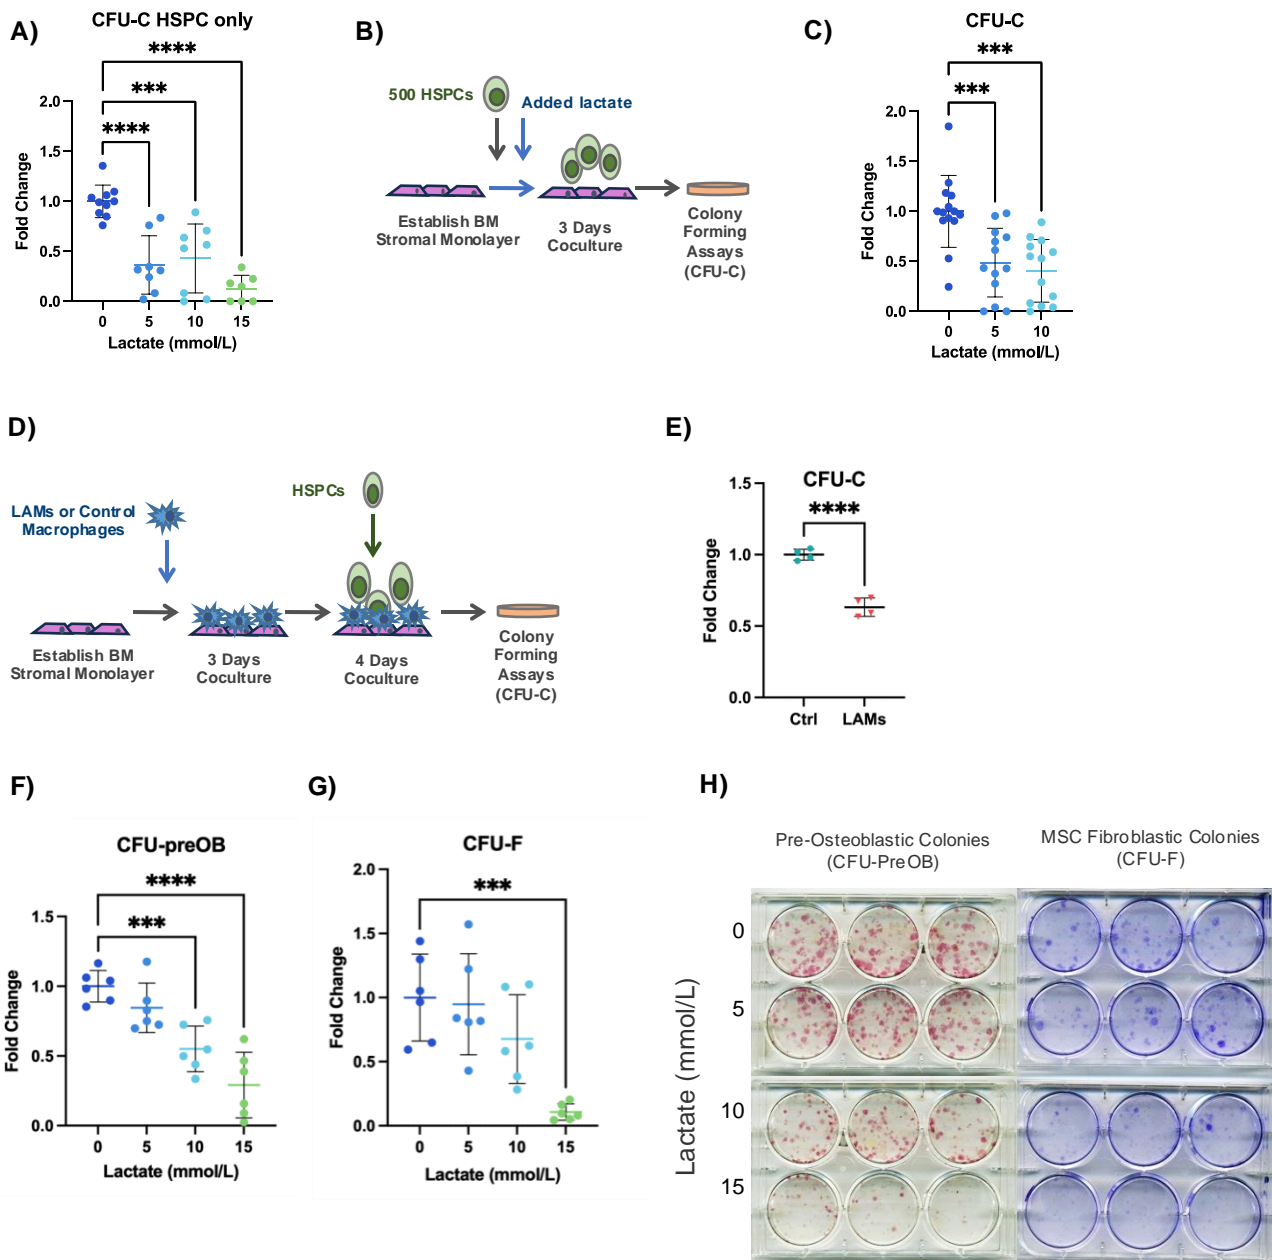 A)
CFU-C HSPC only
****
***
****
2.0
1.5
1.0
0.5
0.0
Fold Change
0 5 10 15
Lactate (mmol/L)
B)
500 HSPCs
Added lactate
Establish BM
Stromal Monolayer
3 Days
Coculture
Colony
Forming
Assays
(CFU-C)
C)
CFU-C
***
***
2.0
1.5
1.0
0.5
0.0
Fold Change
0 5 10
Lactate (mmol/L)
D)
LAMs or Control
Macrophages
HSPCs
Establish BM
Stromal Monolayer
3 Days
Coculture
4 Days
Coculture
Colony
Forming
Assays
(CFU-C)
E)
CFU-C
****
1.5
1.0
0.5
0.0
Fold Change
Ctrl LAMs
F)
CFU-preOB
****
***
1.5
1.0
0.5
0.0
Fold Change
0 5 10 15
Lactate (mmol/L)
G)
CFU-F
***
2.0
1.5
1.0
0.5
0.0
Fold Change
0 5 10 15
Lactate (mmol/L)
H)
Pre-Osteoblastic Colonies
(CFU-PreOB)
MSC Fibroblastic Colonies
(CFU-F)
Lactate (mmol/L)
0
5
10
15